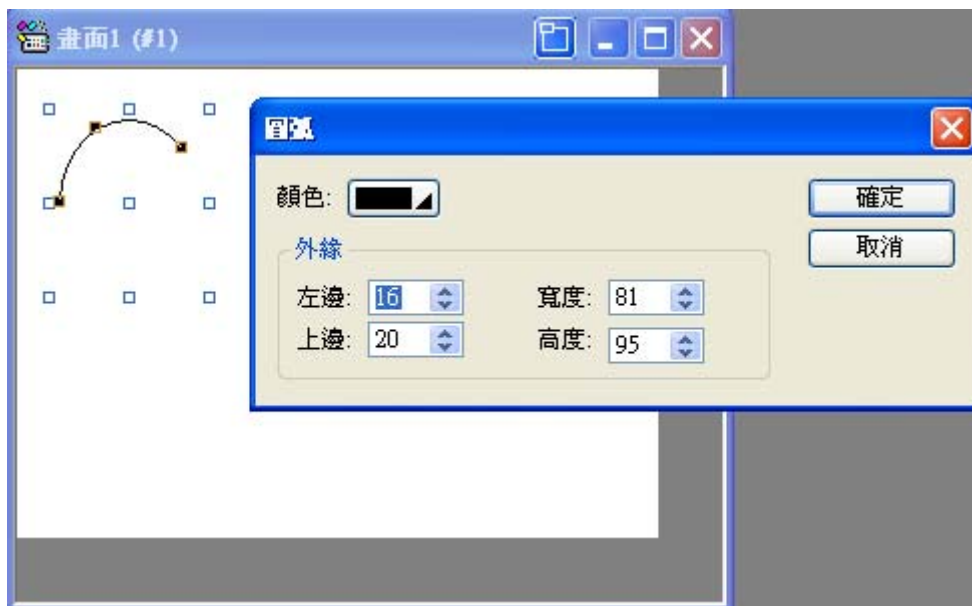 畫面1 (#1)
圓弧
顏色:
確定
取消
外緣
左邊: 16
寬度: 81
上邊: 20
高度: 95